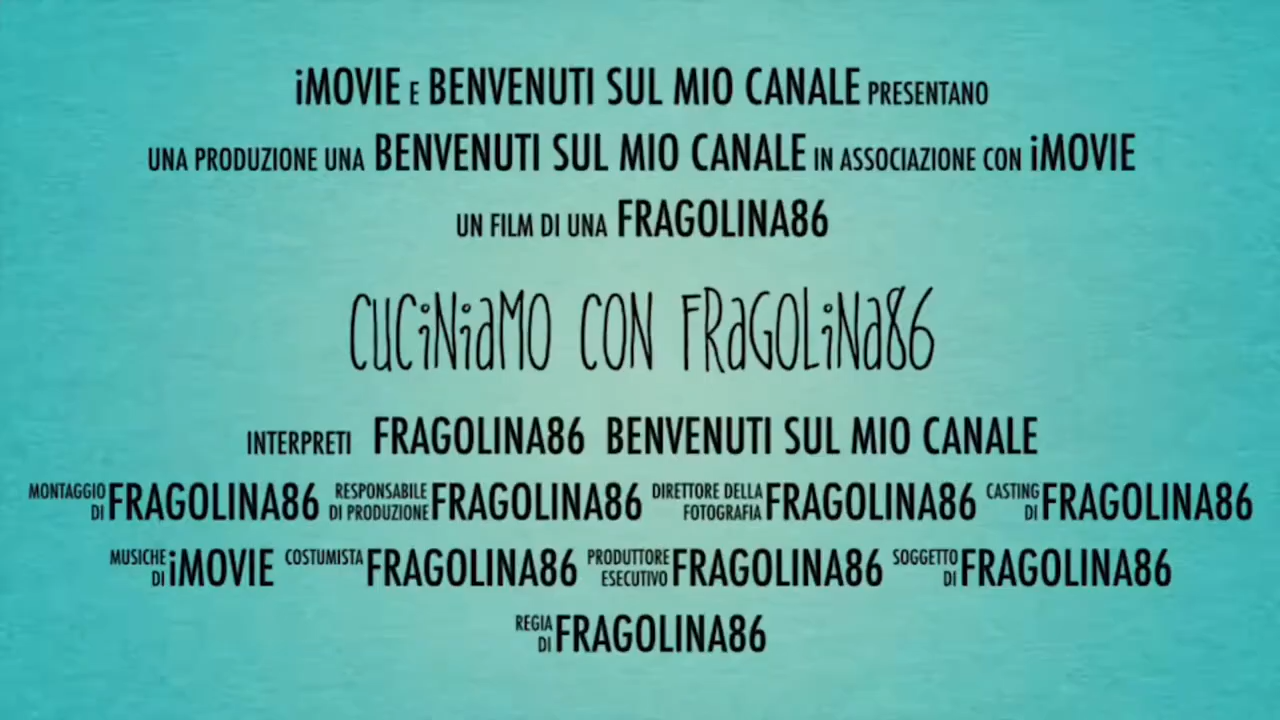 iMOVIE E BENVENUTI SUL MIO CANALE PRESENTANO
UNA PRODUZIONE UNA BENVENUTI SUL MIO CANALE IN ASSOCIAZIONE CON iMOVIE
UN FILM DI UNA FRAGOLINA86
CUCiNiaMO CON FRaGOLiNa86
INTERPRETI FRAGOLINA86 BENVENUTI SUL MIO CANALE
MONTAGGIO DI FRAGOLINA86 RESPONSABILE DI PRODUZIONE FRAGOLINA86 DIRETTORE DELLA FOTOGRAFIA FRAGOLINA86 CASTING DI FRAGOLINA86
MUSICHE DI iMOVIE COSTUMISTA FRAGOLINA86 PRODUTTORE ESECUTIVO FRAGOLINA86 SOGGETTO DI FRAGOLINA86
REGIA DI FRAGOLINA86